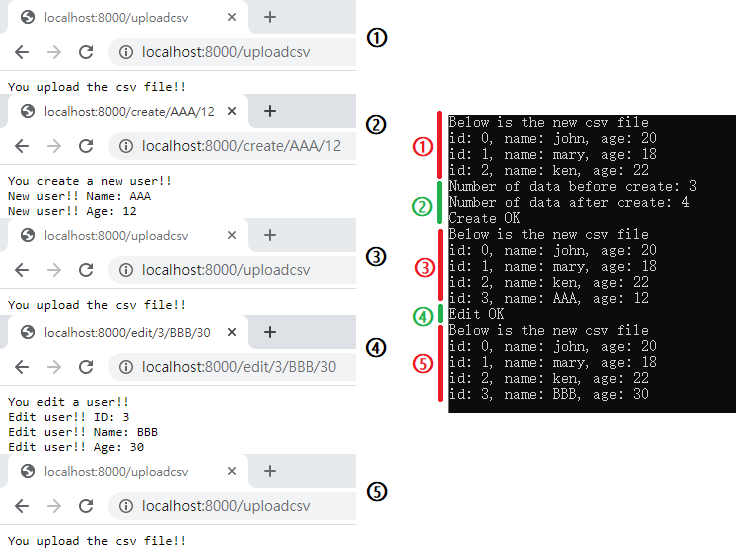 localhost:8000/uploadcsv
localhost:8000/uploadcsv
①
You upload the csv file!!
localhost:8000/create/AAA/12
②
localhost:8000/create/AAA/12
You create a new user!!
New user!! Name: AAA
New user!! Age: 12
localhost:8000/uploadcsv
③
localhost:8000/uploadcsv
You upload the csv file!!
localhost:8000/edit/3/BBB/30
④
localhost:8000/edit/3/BBB/30
You edit a user!!
Edit user!! ID: 3
Edit user!! Name: BBB
Edit user!! Age: 30
localhost:8000/uploadcsv
⑤
localhost:8000/uploadcsv
You upload the csv file!!
①
Below is the new csv file
id: 0, name: john, age: 20
id: 1, name: mary, age: 18
id: 2, name: ken, age: 22
②
Number of data before create: 3
Number of data after create: 4
Create OK
③
Below is the new csv file
id: 0, name: john, age: 20
id: 1, name: mary, age: 18
id: 2, name: ken, age: 22
id: 3, name: AAA, age: 12
④
Edit OK
⑤
Below is the new csv file
id: 0, name: john, age: 20
id: 1, name: mary, age: 18
id: 2, name: ken, age: 22
id: 3, name: BBB, age: 30